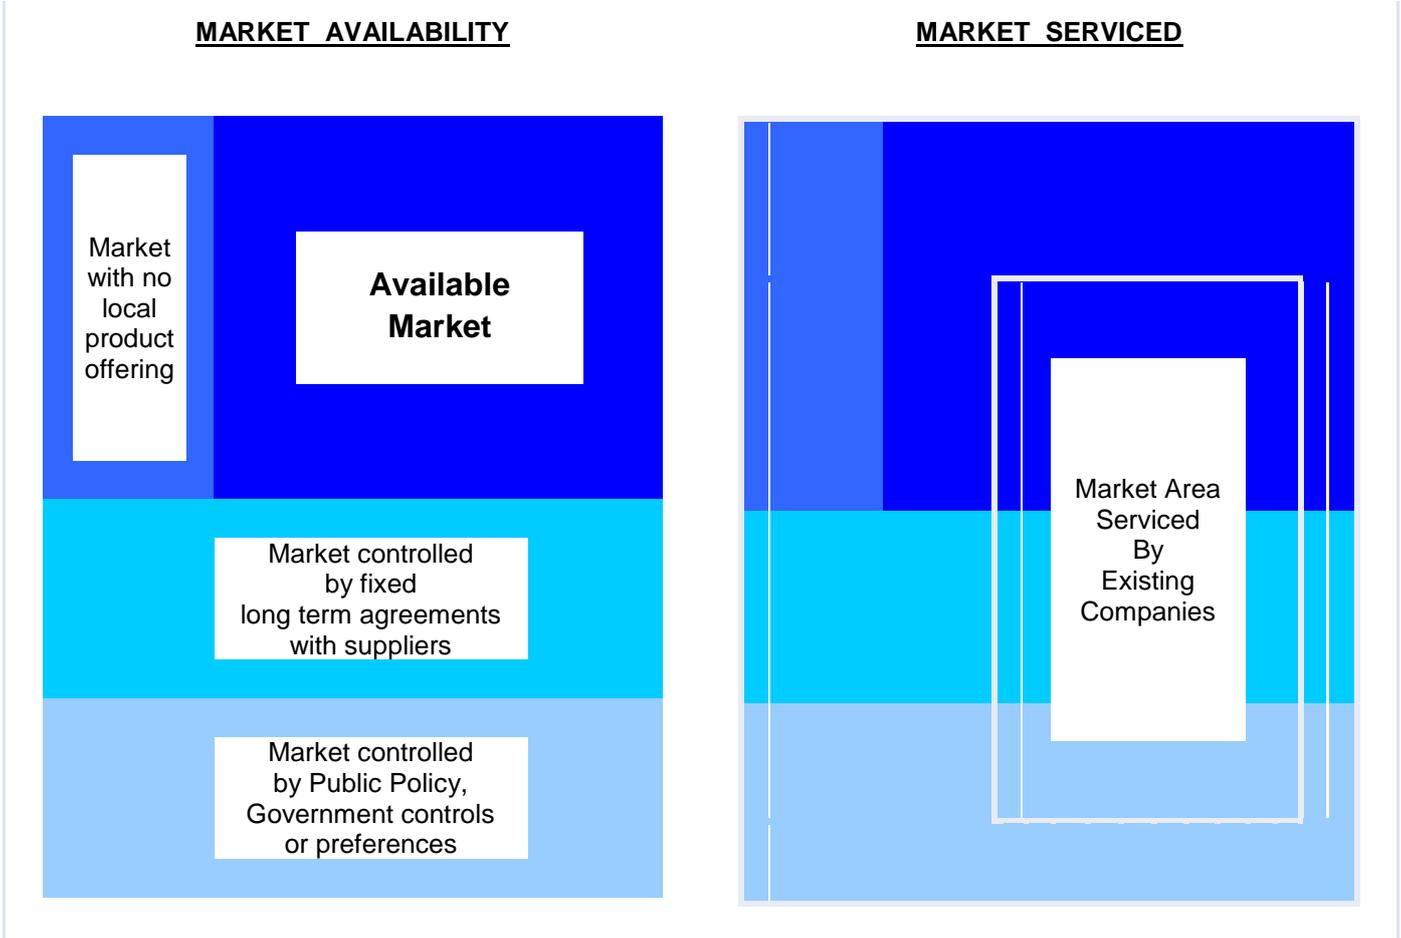 MARKET AVAILABILITY
MARKET SERVICED
Market
with no
local
product
offering
Available
Market
Market controlled
by fixed
long term agreements
with suppliers
Market controlled
by Public Policy,
Government controls
or preferences
Market Area
Serviced
By
Existing
Companies